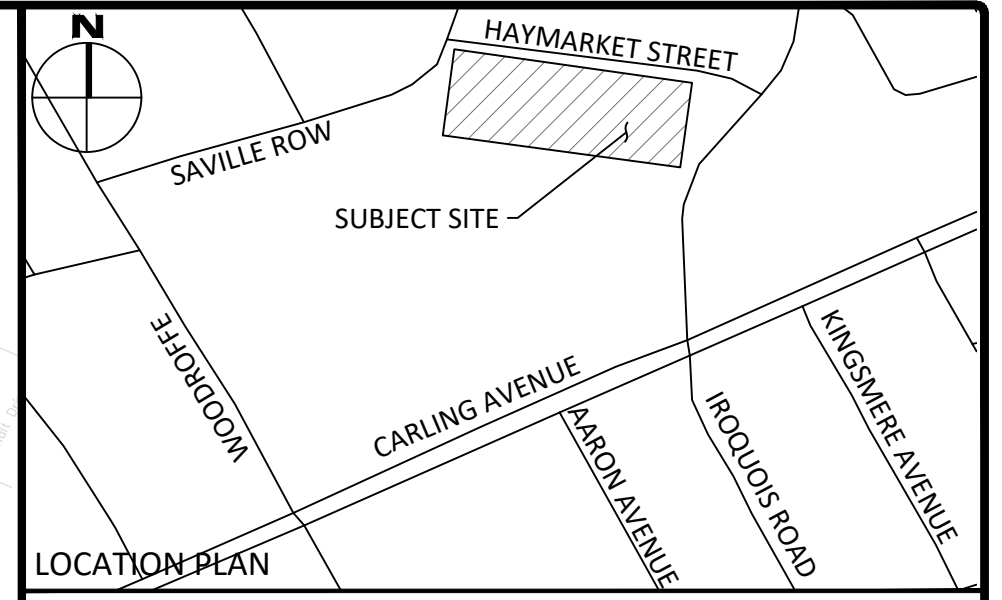 N
HAYMARKET STREET
SAVILLE ROW
SUBJECT SITE
WOODROFFE
CARLING AVENUE
KINGSMERE AVENUE
IROQUOIS ROAD
AARON AVENUE
LOCATION PLAN